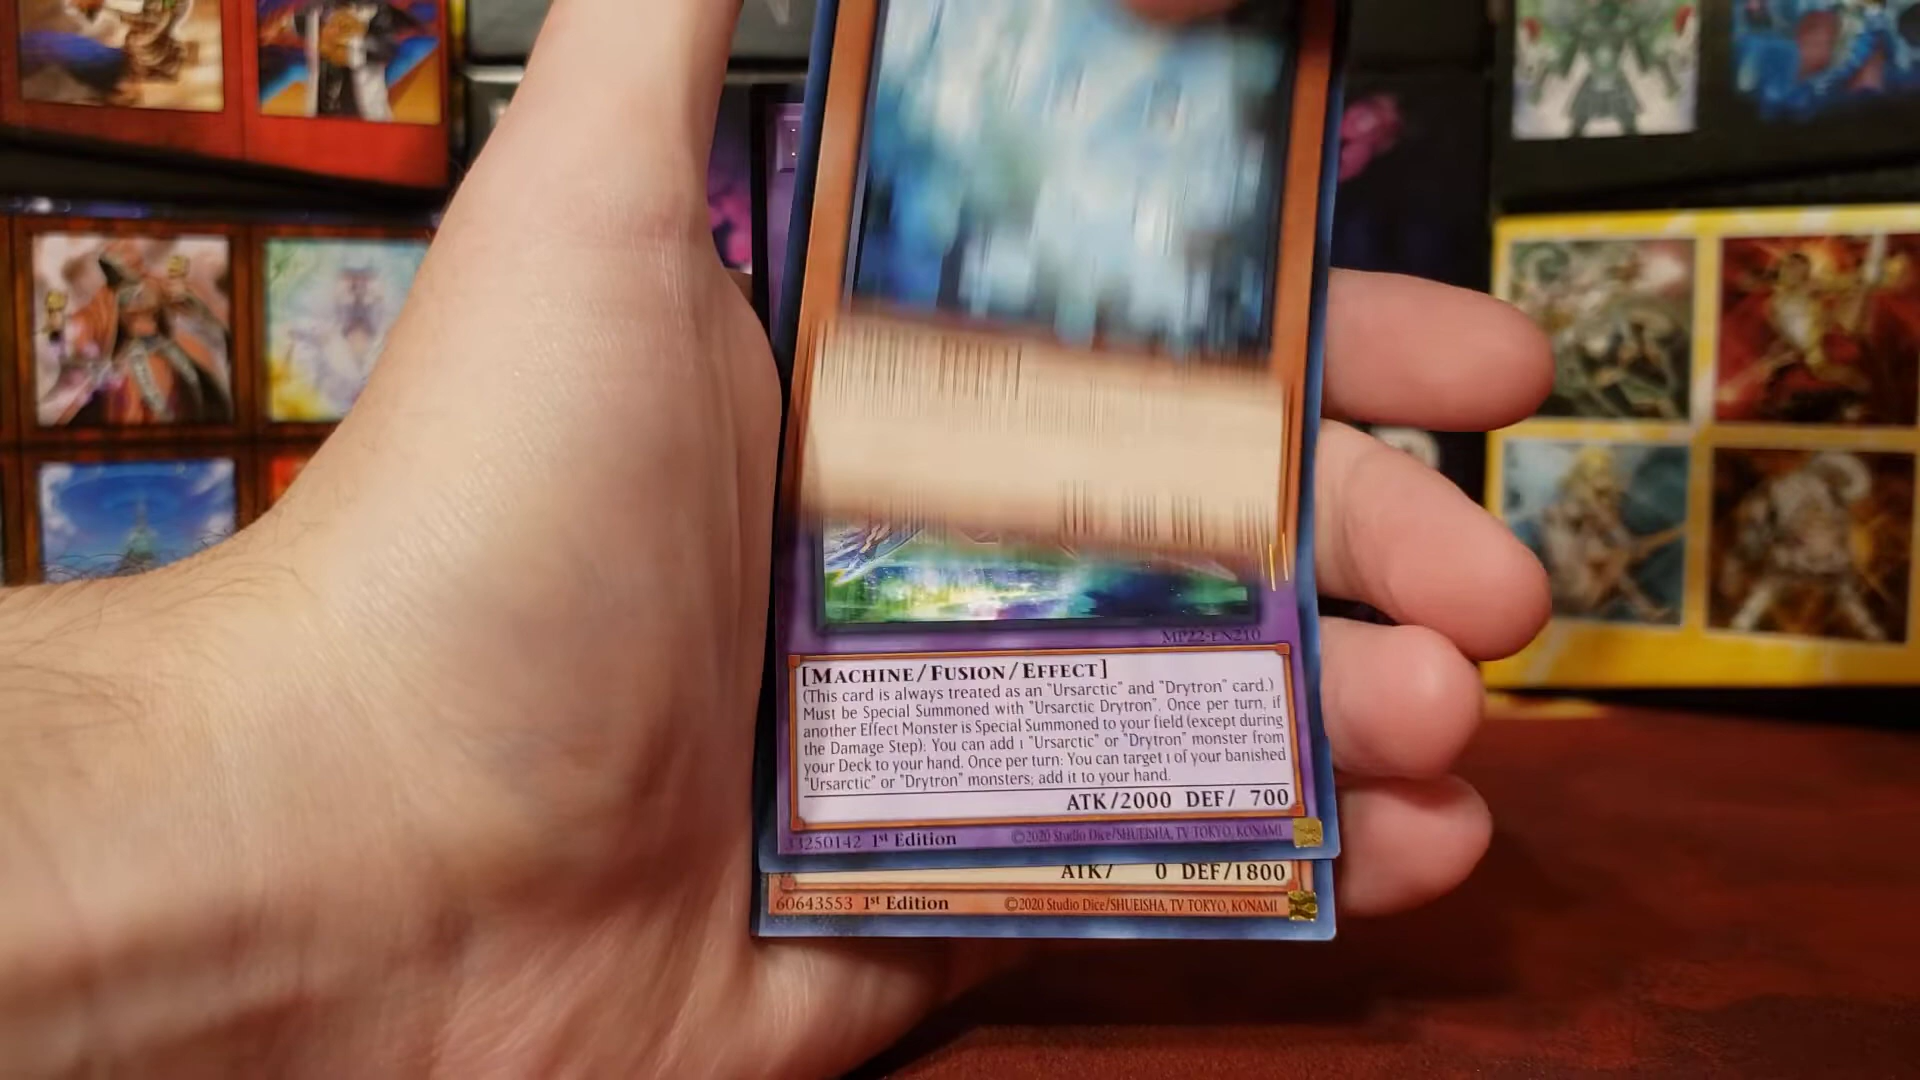 MP22-EN210
[MACHINE/FUSION/EFFECT]
(This card is always treated as an "Ursarctic" and "Drytron" card.)
Must be Special Summoned with "Ursarctic Drytron". Once per turn, if
another Effect Monster is Special Summoned to your field (except during
the Damage Step): You can add 1 "Ursarctic" or "Drytron" monster from
your Deck to your hand. Once per turn: You can target 1 of your banished
"Ursarctic" or "Drytron" monsters; add it to your hand.
ATK/2000 DEF/ 700
33250142 1st Edition ©2020 Studio Dice/SHUEISHA, TV TOKYO, KONAMI
ATK/ 0 DEF/1800
60643553 1st Edition ©2020 Studio Dice/SHUEISHA, TV TOKYO, KONAMI